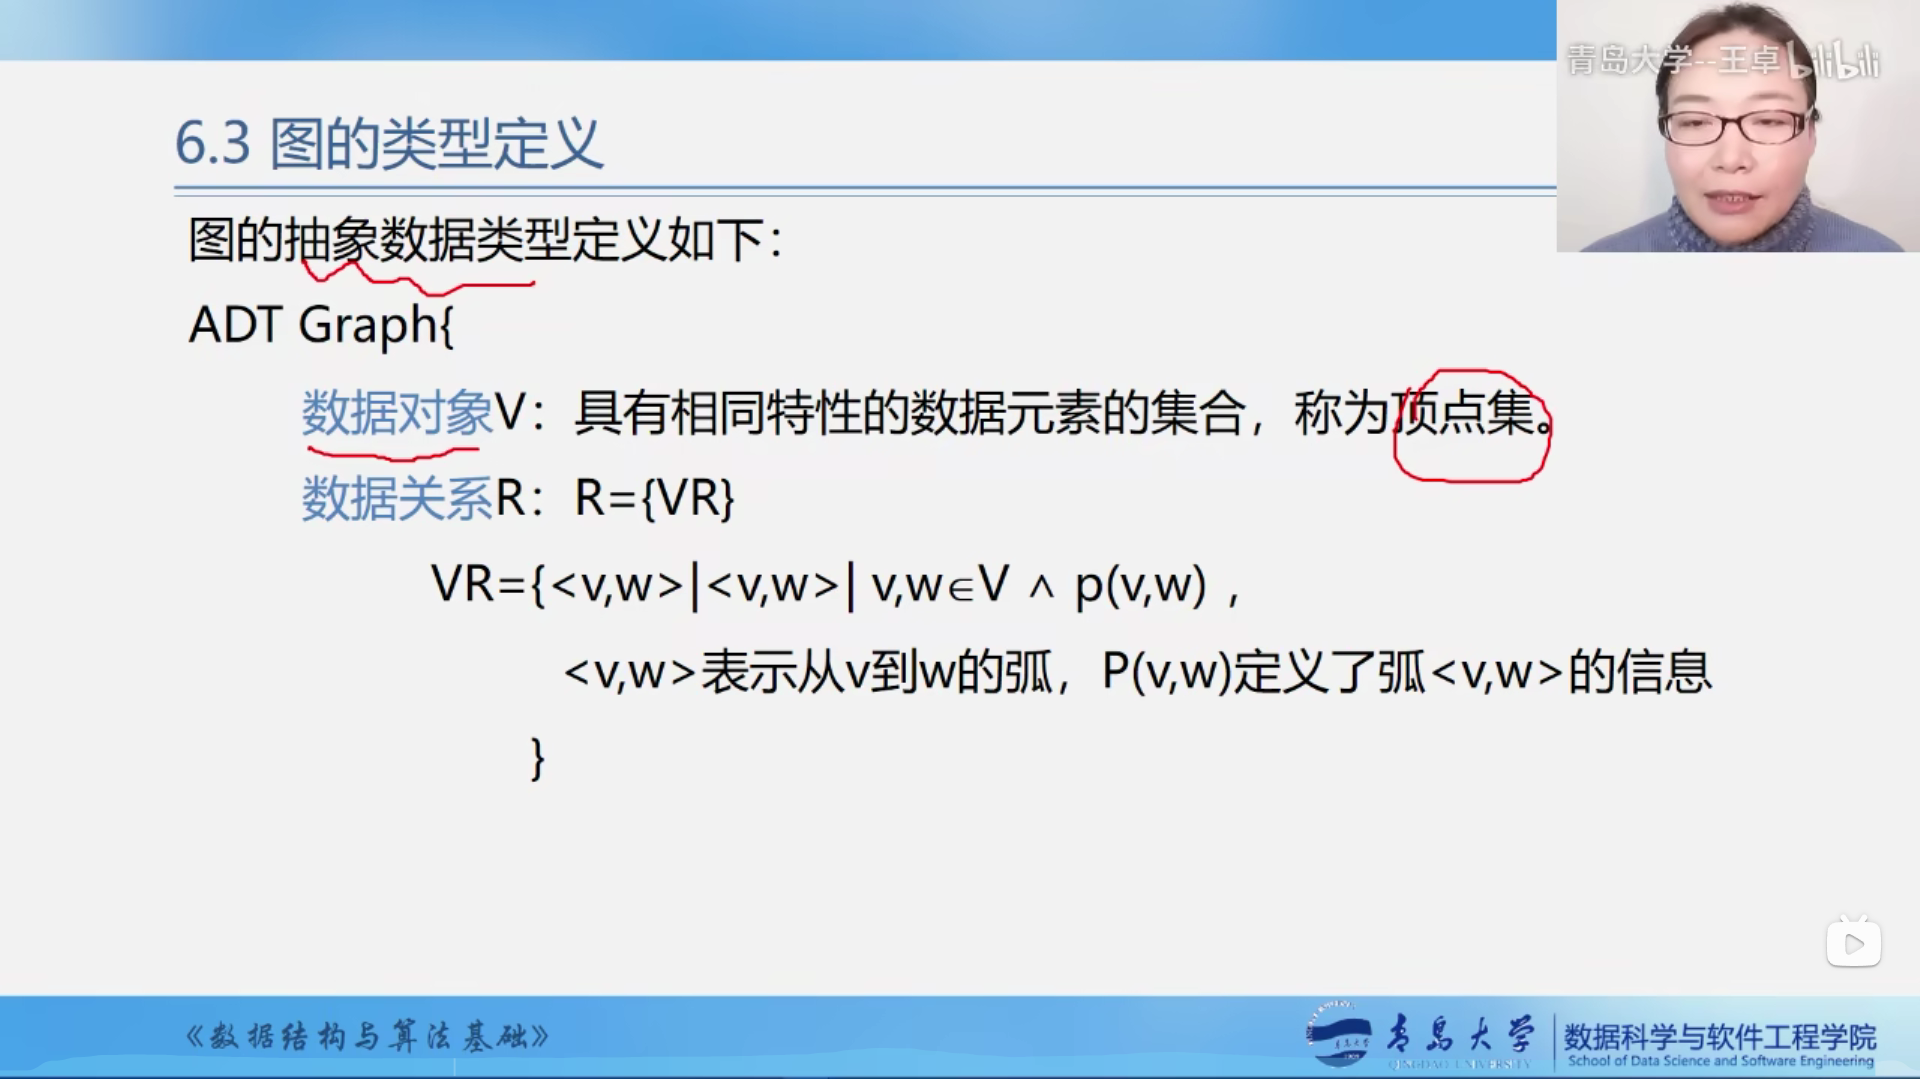 青岛大学--王卓 bilibili
6.3 图的类型定义
图的抽象数据类型定义如下：
ADT Graph{
数据对象V：具有相同特性的数据元素的集合，称为顶点集。
数据关系R：R={VR}
VR={<v,w>|<v,w>| v,w∈V ∧ p(v,w) ，
<v,w>表示从v到w的弧，P(v,w)定义了弧<v,w>的信息
}
《数据结构与算法基础》
青岛大学
QINGDAO UNIVERSITY
数据科学与软件工程学院
School of Data Science and Software Engineering